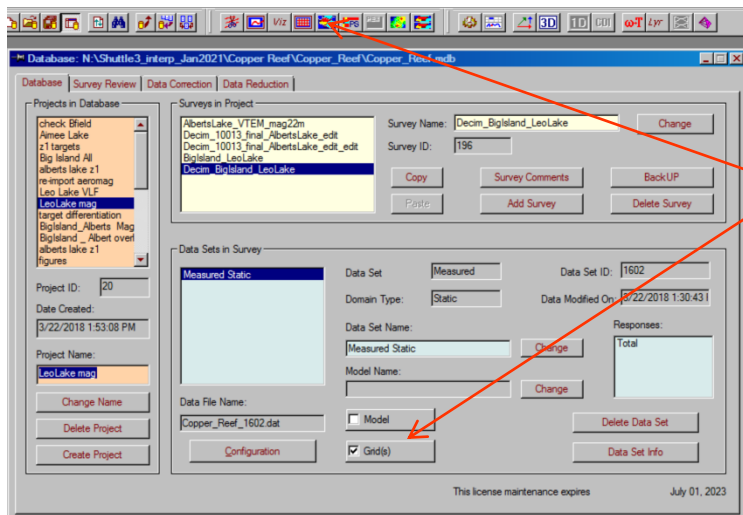 Viz
3D
1D
CDI
ω-T
Lyr
Database: N:\Shuttle3_interp_Jan2021\Copper Reef\Copper_Reef\Copper_Reef.mdb
Database
Survey Review
Data Correction
Data Reduction
Projects in Database
check Bfield
Aimee Lake
z1 targets
Big Island All
alberts lake z1
re-import aeromag
Leo Lake VLF
LeoLake mag
target differentiation
BigIsland_Alberts Mag
BigIsland _ Albert overl
alberts lake z1
figures
Project ID:
20
Date Created:
3/22/2018 1:53:08 PM
Project Name:
LeoLake mag
Change Name
Delete Project
Create Project
Surveys in Project
AlbertsLake_VTEM_mag22m
Decim_10013_final_AlbertsLake_edit
Decim_10013_final_AlbertsLake_edit_edit
BigIsland_LeoLake
Decim_BigIsland_LeoLake
Survey Name:
Decim_BigIsland_LeoLake
Change
Survey ID:
196
Copy
Survey Comments
BackUP
Paste
Add Survey
Delete Survey
Data Sets in Survey
Measured Static
Data Set
Measured
Data Set ID:
1602
Domain Type:
Static
Data Modified On:
3/22/2018 1:30:43
Data Set Name:
Measured Static
Change
Responses:
Total
Model Name:
Change
Data File Name:
Copper_Reef_1602.dat
Model
Delete Data Set
Configuration
Grid(s)
Data Set Info
This license maintenance expires
July 01, 2023